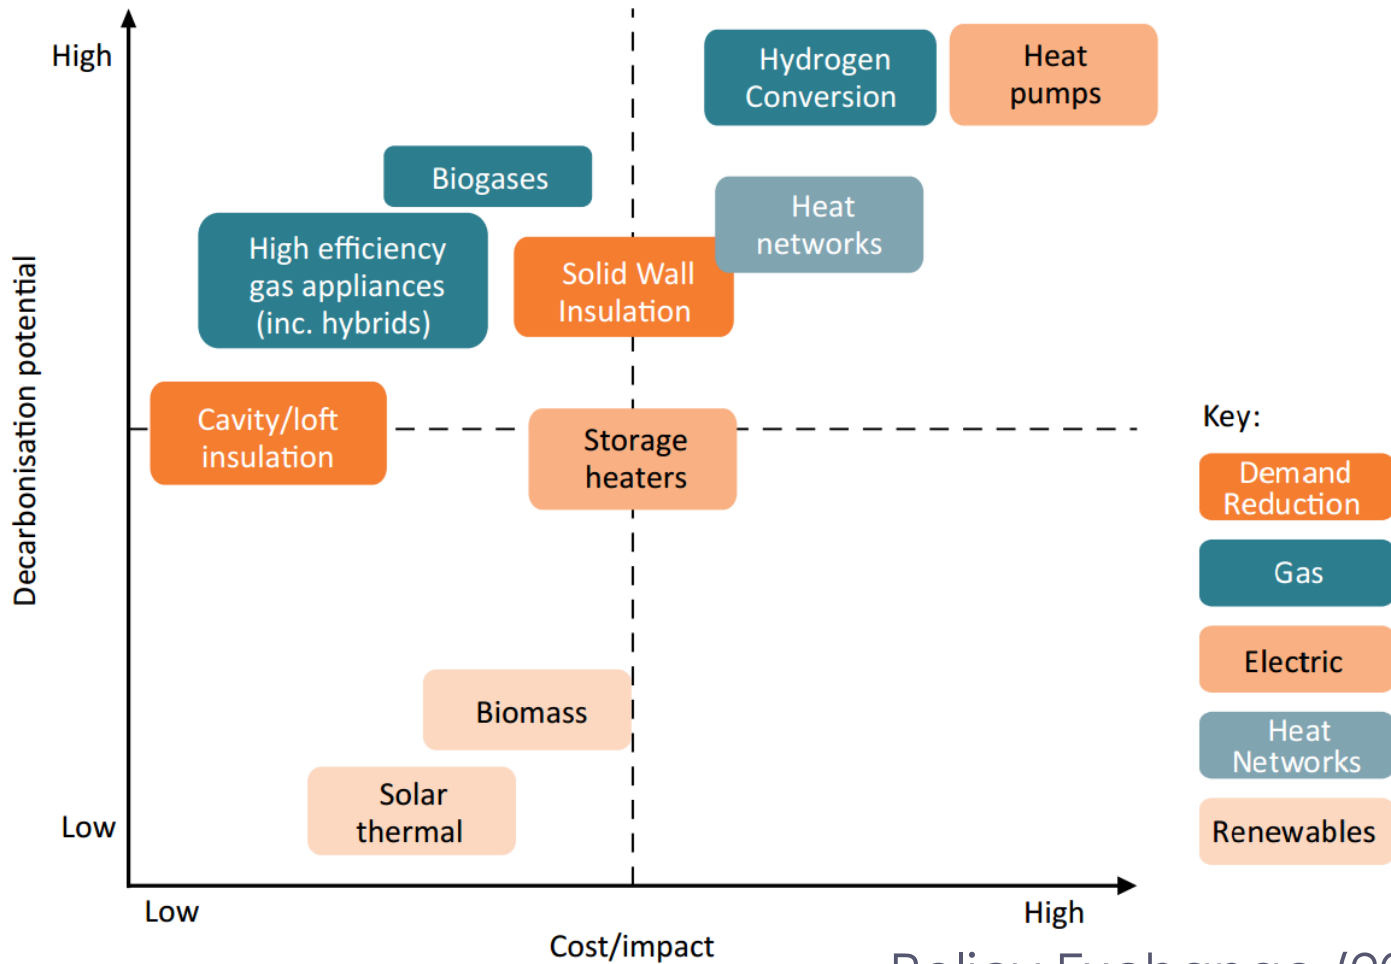 High
Hydrogen
Conversion
Heat
pumps
Biogases
Heat
networks
High efficiency
gas appliances
(inc. hybrids)
Solid Wall
Insulation
Decarbonisation potential
Cavity/loft
insulation
Storage
heaters
Key:
Demand
Reduction
Gas
Electric
Heat
Networks
Renewables
Biomass
Solar
thermal
Low
Low
High
Cost/impact
Policy Exchange